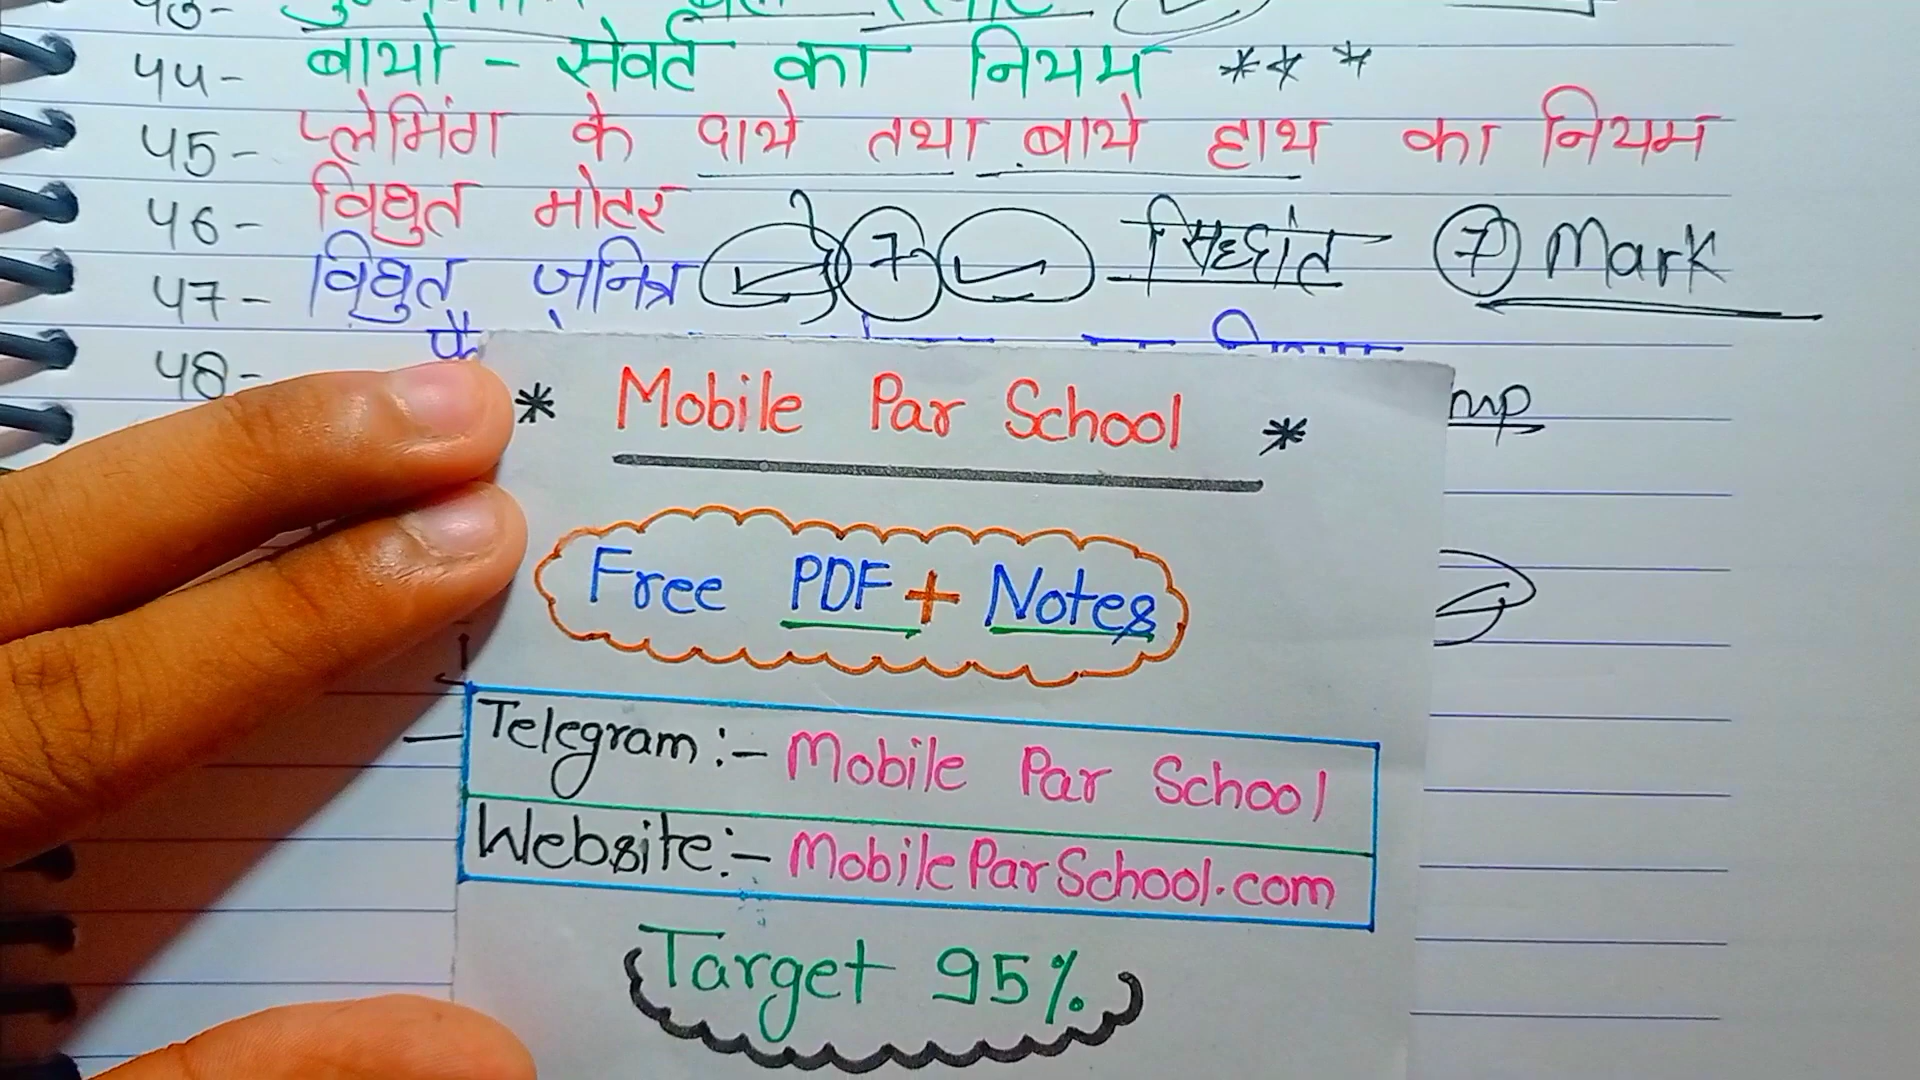 44- बायो - सेवर्ट का नियम ***
45- फ्लेमिंग के दाये तथा बाये हाथ का नियम
46- विद्युत मोटर
47- विद्युत जनित्र 7 सिद्धांत 7 Mark
48-
* Mobile Par School *
Free PDF + Notes
Telegram :- Mobile Par School
Website:- MobileParSchool.com
Target 95%